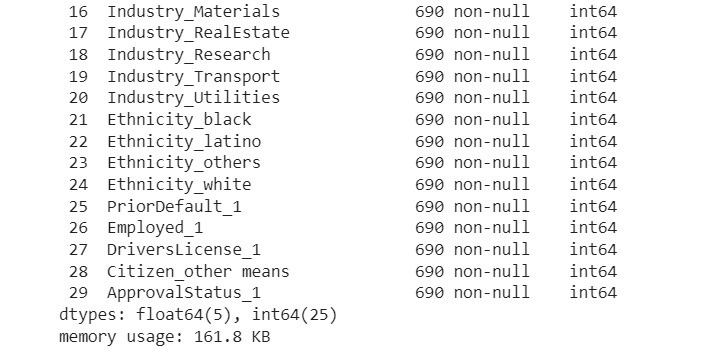 16 Industry_Materials 690 non-null int64
17 Industry_RealEstate 690 non-null int64
18 Industry_Research 690 non-null int64
19 Industry_Transport 690 non-null int64
20 Industry_Utilities 690 non-null int64
21 Ethnicity_black 690 non-null int64
22 Ethnicity_latino 690 non-null int64
23 Ethnicity_others 690 non-null int64
24 Ethnicity_white 690 non-null int64
25 PriorDefault_1 690 non-null int64
26 Employed_1 690 non-null int64
27 DriversLicense_1 690 non-null int64
28 Citizen_other means 690 non-null int64
29 ApprovalStatus_1 690 non-null int64
dtypes: float64(5), int64(25)
memory usage: 161.8 KB